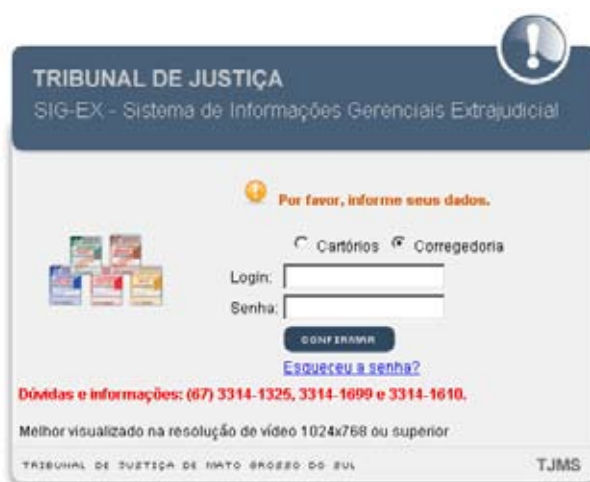 TRIBUNAL DE JUSTIÇA
SIG-EX - Sistema de Informações Gerenciais Extrajudicial
Por favor, informe seus dados.
Cartórios Corregedoria
Login:
Senha:
CONFIRMAR
Esqueceu a senha?
Dúvidas e informações: (67) 3314-1325, 3314-1699 e 3314-1610.
Melhor visualizado na resolução de vídeo 1024x768 ou superior
TRIBUNAL DE JUSTIÇA DE MATO GROSSO DO SUL TJMS